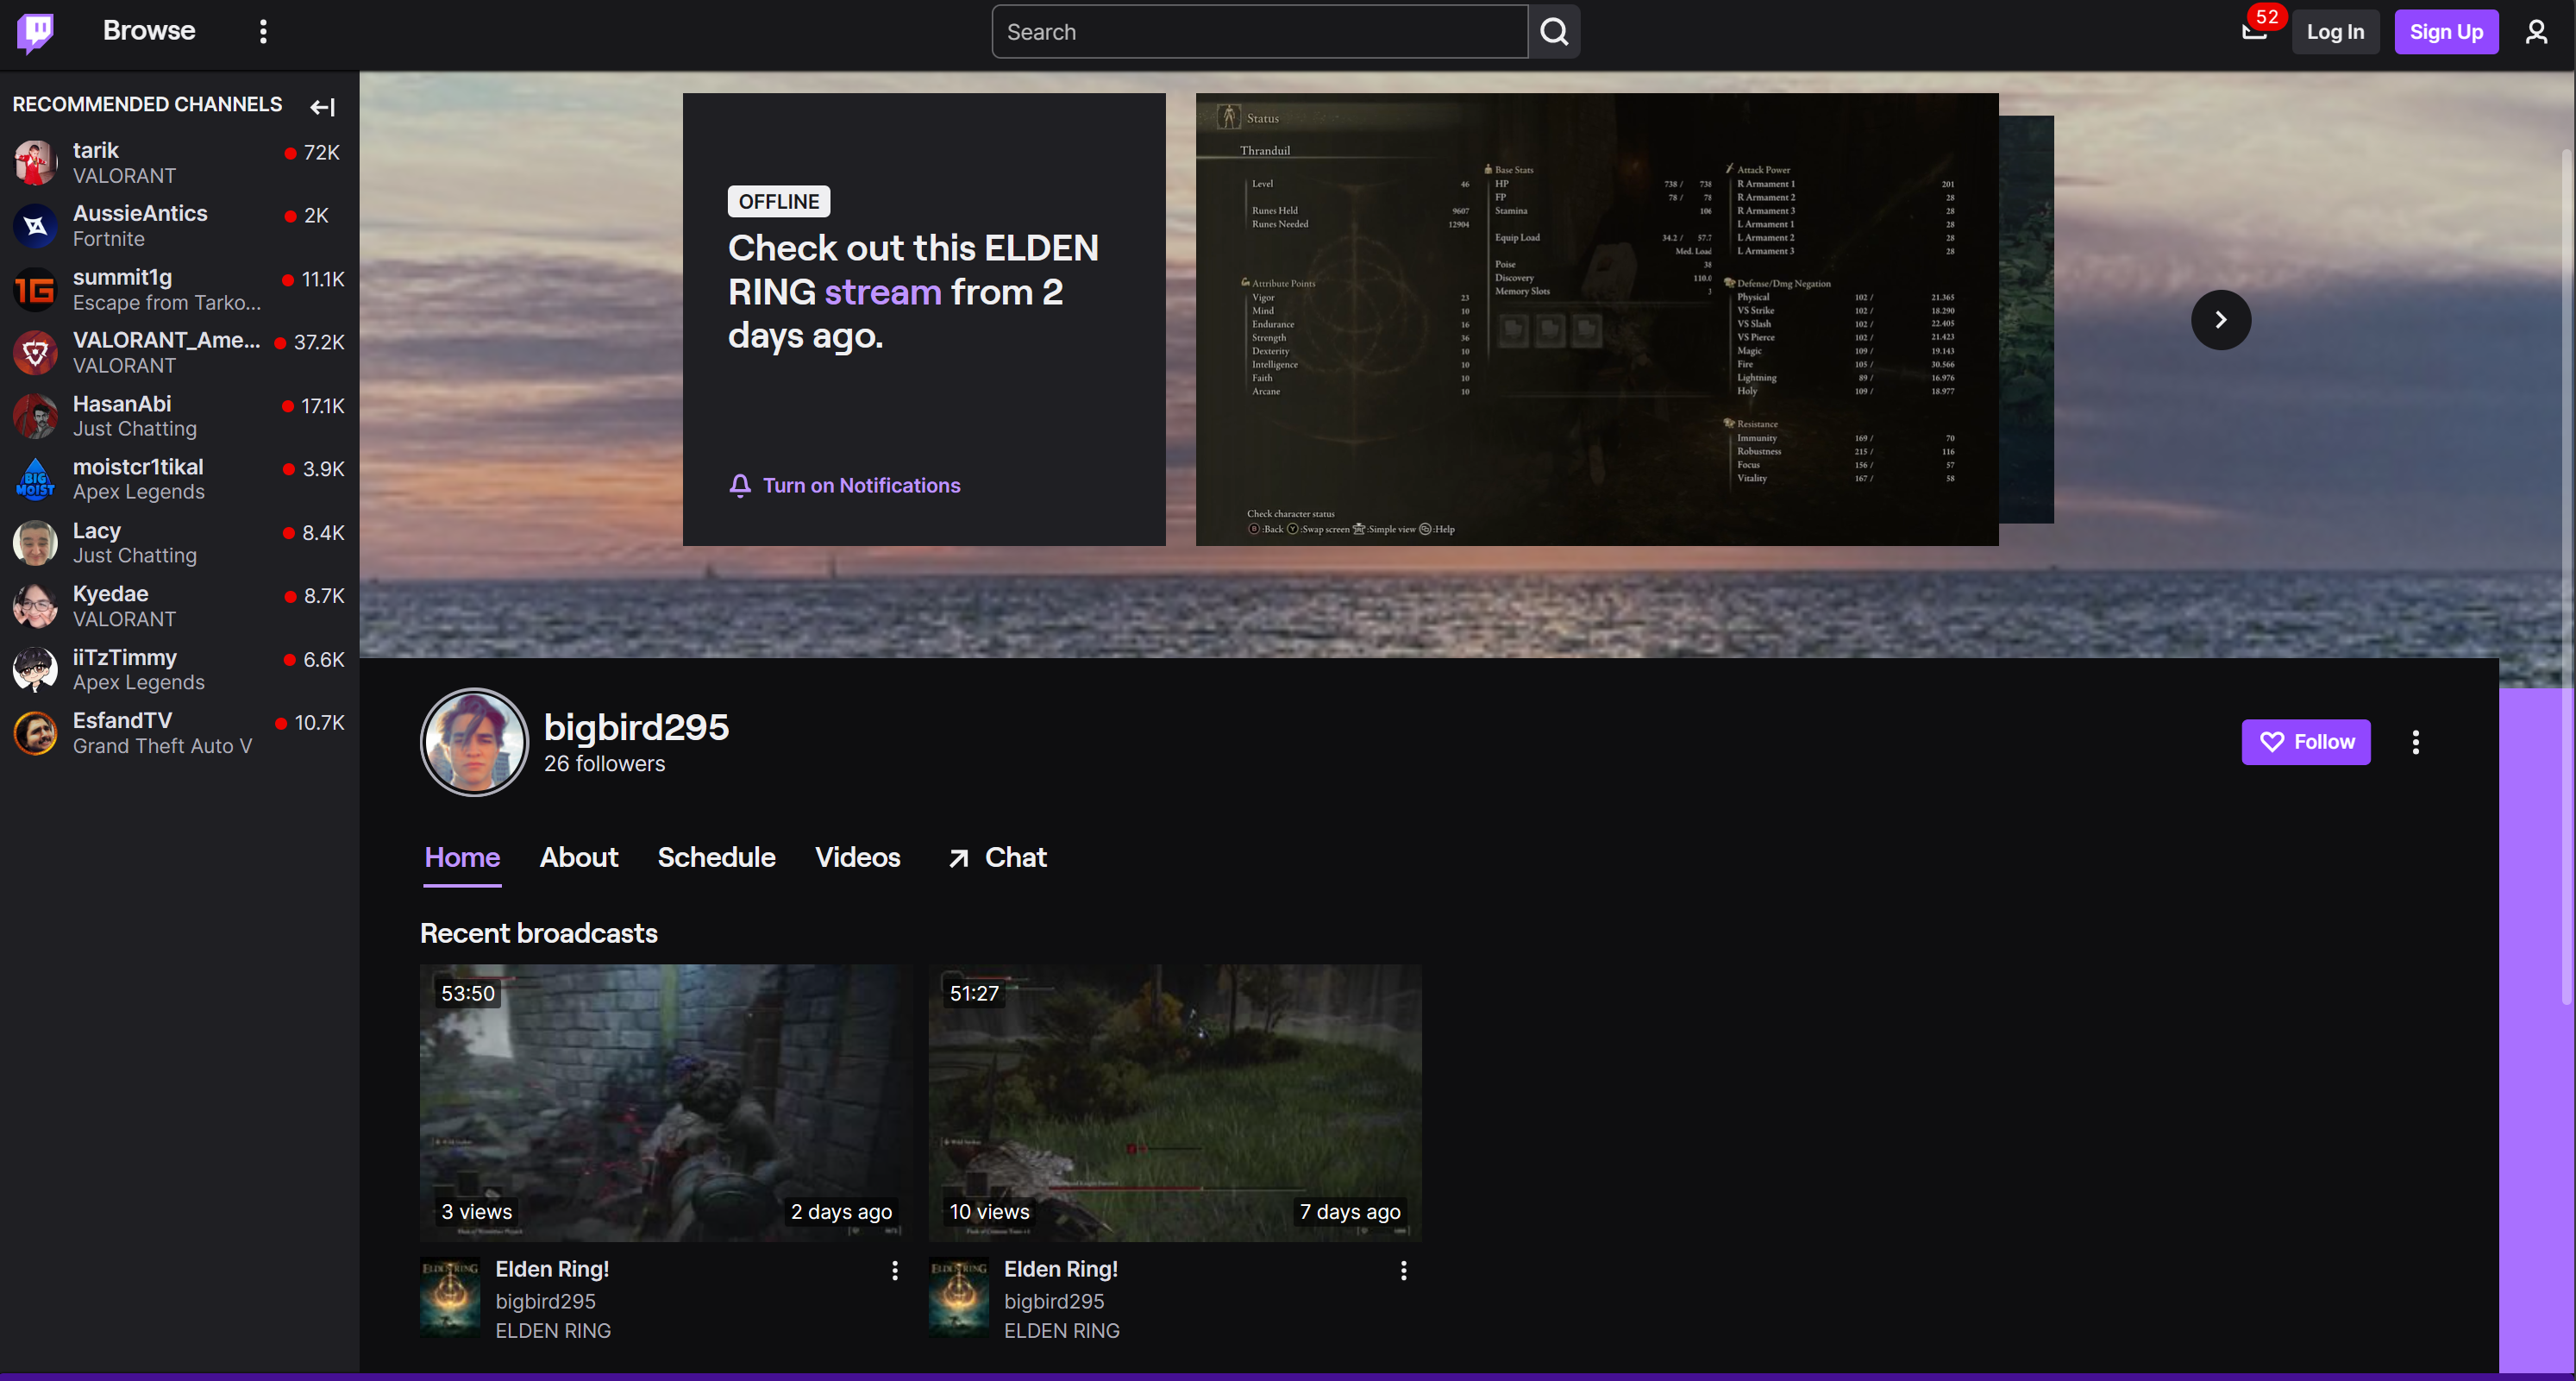 Browse
Search
52
Log In
Sign Up
RECOMMENDED CHANNELS
tarik
72K
VALORANT
AussieAntics
2K
Fortnite
1G
summit1g
11.1K
Escape from Tarko...
VALORANT_Ame...
37.2K
VALORANT
HasanAbi
17.1K
Just Chatting
BIG
MOIST
moistcr1tikal
3.9K
Apex Legends
Lacy
8.4K
Just Chatting
Kyedae
8.7K
VALORANT
iiTzTimmy
6.6K
Apex Legends
EsfandTV
10.7K
Grand Theft Auto V
OFFLINE
Check out this ELDEN
RING stream from 2
days ago.
Turn on Notifications
Status
Thranduil
Level 46
Runes Held 9607
Runes Needed 12904
Attribute Points
Vigor 23
Mind 10
Endurance 16
Strength 36
Dexterity 10
Intelligence 10
Faith 10
Arcane 10
Base Stats
HP 738 / 738
FP 78 / 78
Stamina 106
Equip Load 34.2 / 57.7
Med. Load
Poise 38
Discovery 110.0
Memory Slots 3
Attack Power
R Armament 1 201
R Armament 2 28
R Armament 3 28
L Armament 1 28
L Armament 2 28
L Armament 3 28
Defense/Dmg Negation
Physical 102 / 21.365
VS Strike 102 / 18.290
VS Slash 102 / 22.405
VS Pierce 102 / 21.423
Magic 109 / 19.143
Fire 105 / 30.566
Lightning 89 / 16.976
Holy 109 / 18.977
Resistance
Immunity 169 / 70
Robustness 215 / 116
Focus 156 / 57
Vitality 167 / 58
Check character status
B :Back Y :Swap screen :Simple view :Help
bigbird295
26 followers
Follow
Home
About
Schedule
Videos
Chat
Recent broadcasts
53:50
3 views
2 days ago
ELDEN RING
Elden Ring!
bigbird295
ELDEN RING
51:27
10 views
7 days ago
ELDEN RING
Elden Ring!
bigbird295
ELDEN RING